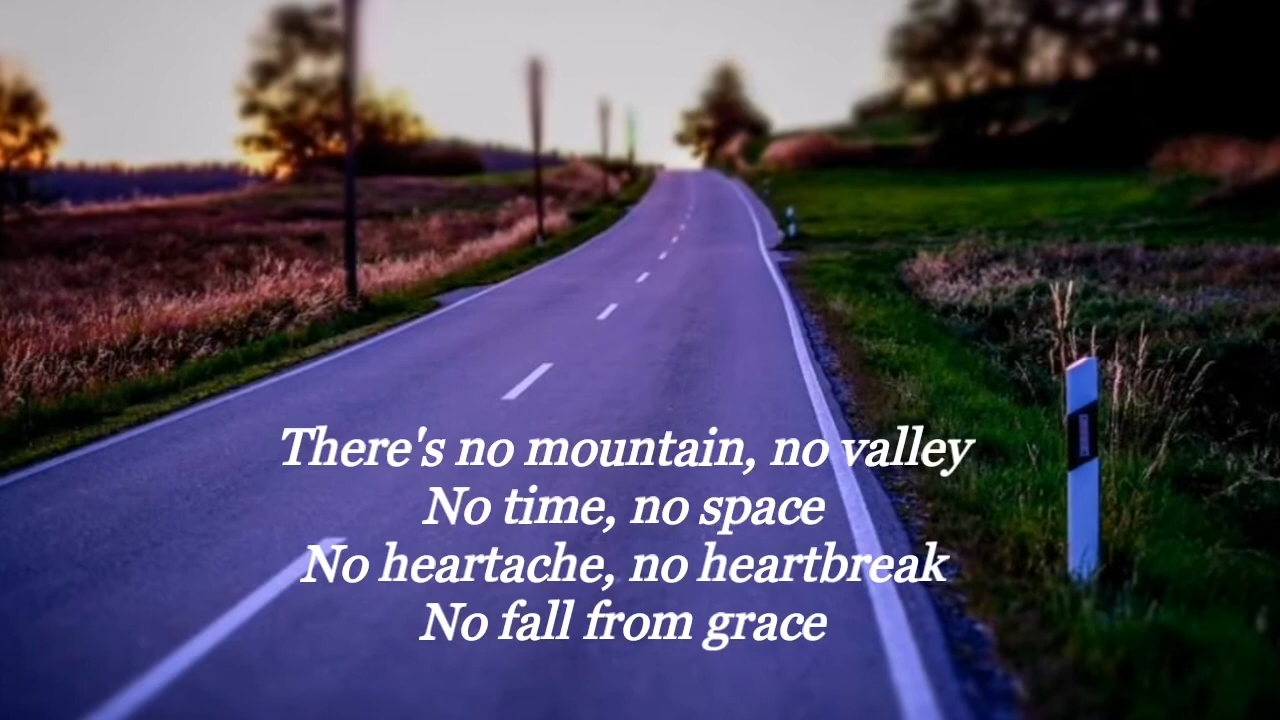 There's no mountain, no valley
No time, no space
No heartache, no heartbreak
No fall from grace